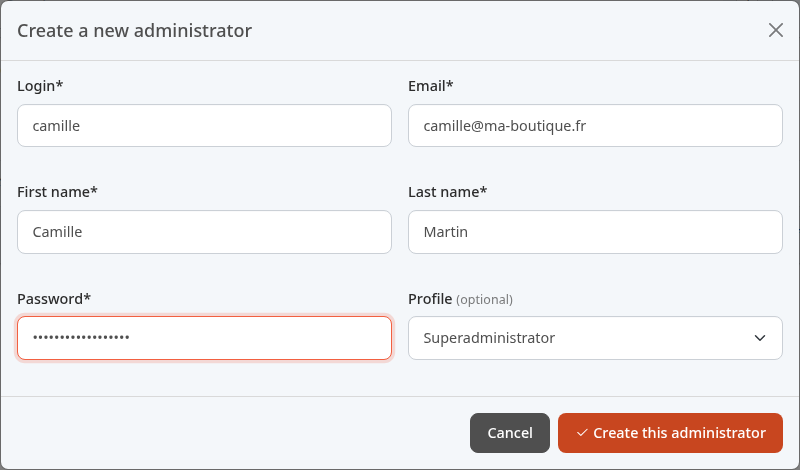 Create a new administrator
Login*
Email*
camille
camille@ma-boutique.fr
First name*
Last name*
Camille
Martin
Password*
Profile (optional)
••••••••••••••••••
Superadministrator
Cancel
Create this administrator